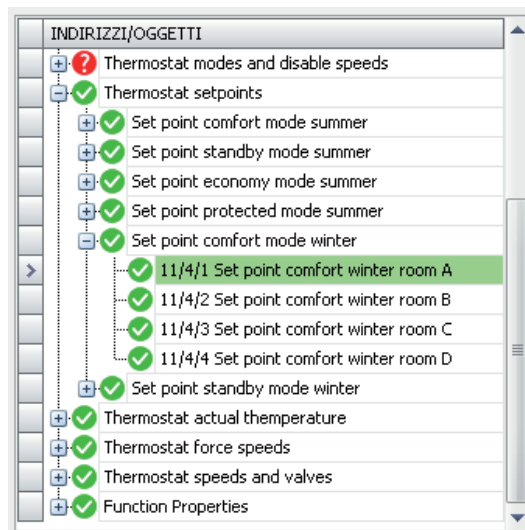 INDIRIZZI/OGGETTI
Thermostat modes and disable speeds
Thermostat setpoints
Set point comfort mode summer
Set point standby mode summer
Set point economy mode summer
Set point protected mode summer
Set point comfort mode winter
11/4/1 Set point comfort winter room A
11/4/2 Set point comfort winter room B
11/4/3 Set point comfort winter room C
11/4/4 Set point comfort winter room D
Set point standby mode winter
Thermostat actual themperature
Thermostat force speeds
Thermostat speeds and valves
Function Properties